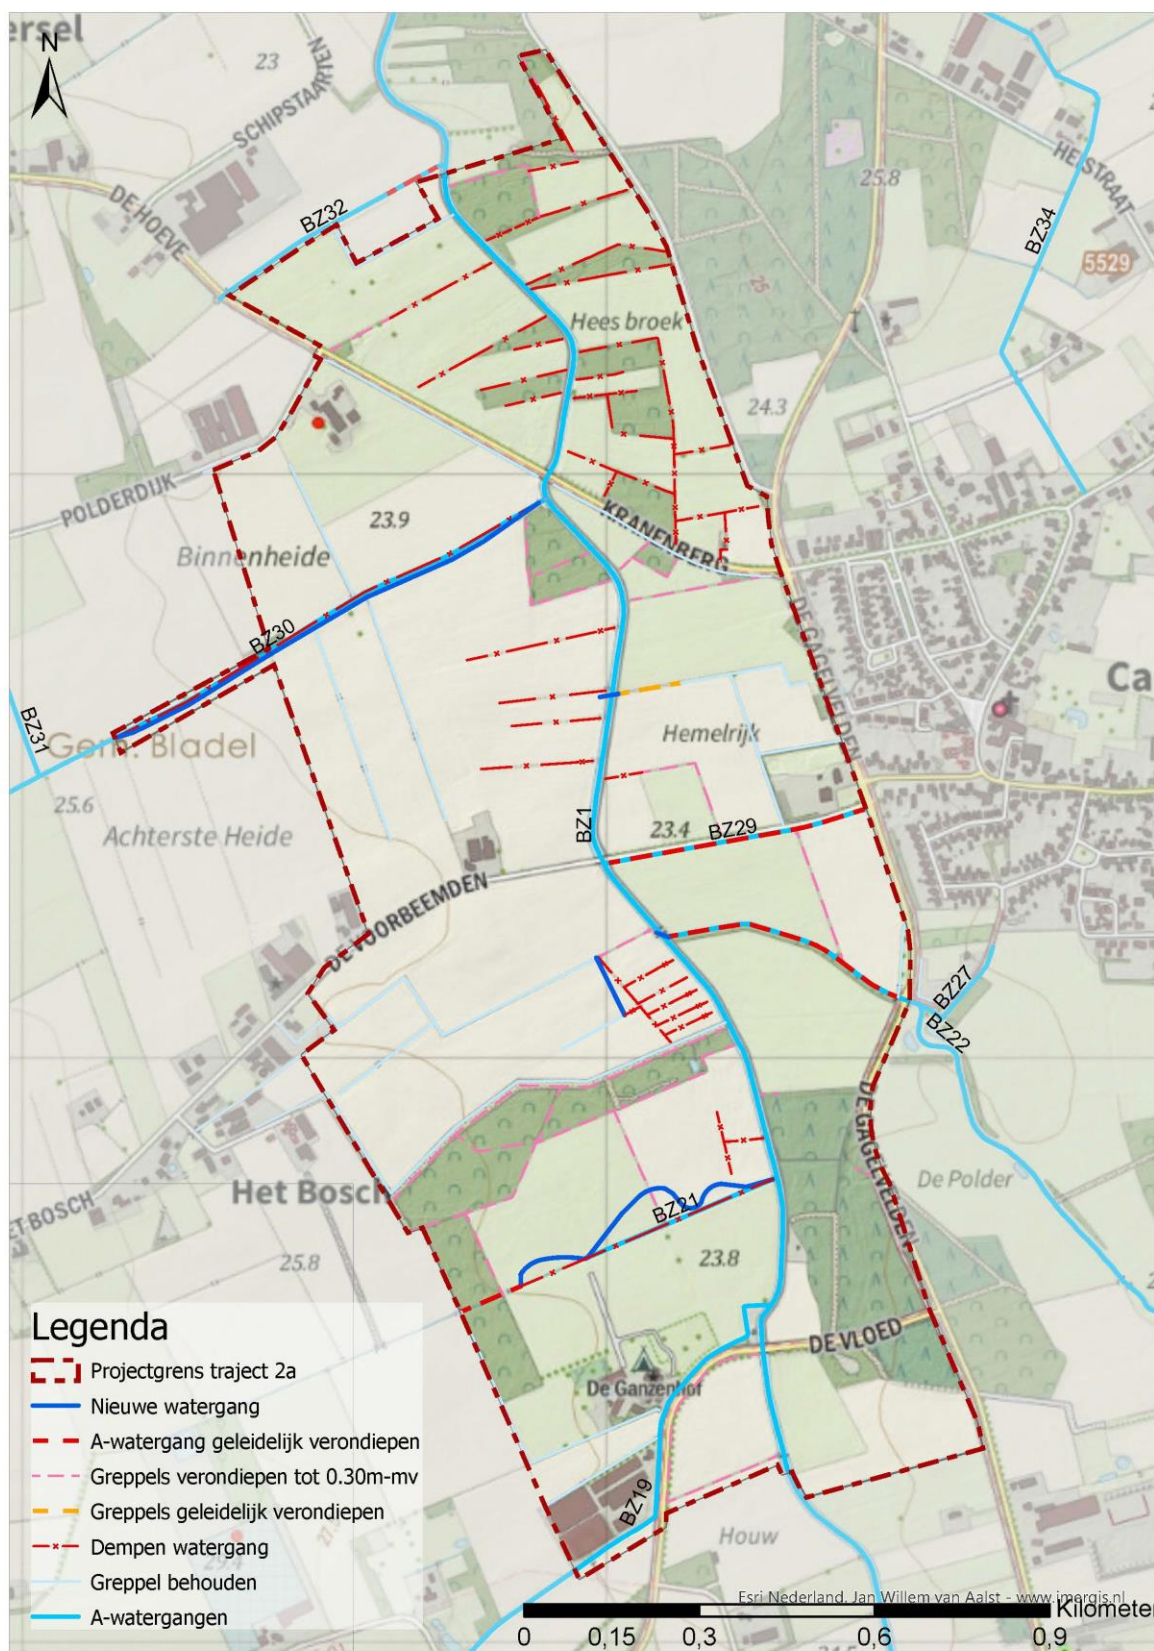 ersel
N
23
SCHIPSTAARTEN
DE HOEVE
BZ32
25.8
HEISTRAAT
BZ34
5529
25
Hees broek
24.3
POLDERDIJK
23.9
KRANENBERG
Binnenheide
BZ30
DE GAGELVELDEN
Ca
BZ31
Gem. Bladel
Hemelrijk
25.6
Achterste Heide
BZ1
23.4
BZ29
DE VOORBEEMDEN
BZ27
BZ22
DE GAGELVELDEN
De Polder
Het Bosch
HET BOSCH
BZ21
25.8
23.8
DE VLOED
De Ganzenhof
BZ19
Houw
Legenda
Projectgrens traject 2a
Nieuwe watergang
A-watergang geleidelijk verondiepen
Greppels verondiepen tot 0.30m-mv
Greppels geleidelijk verondiepen
Dempen watergang
Greppel behouden
A-watergangen
Esri Nederland, Jan Willem van Aalst - www.imergis.nl
Kilometer
0 0,15 0,3 0,6 0,9